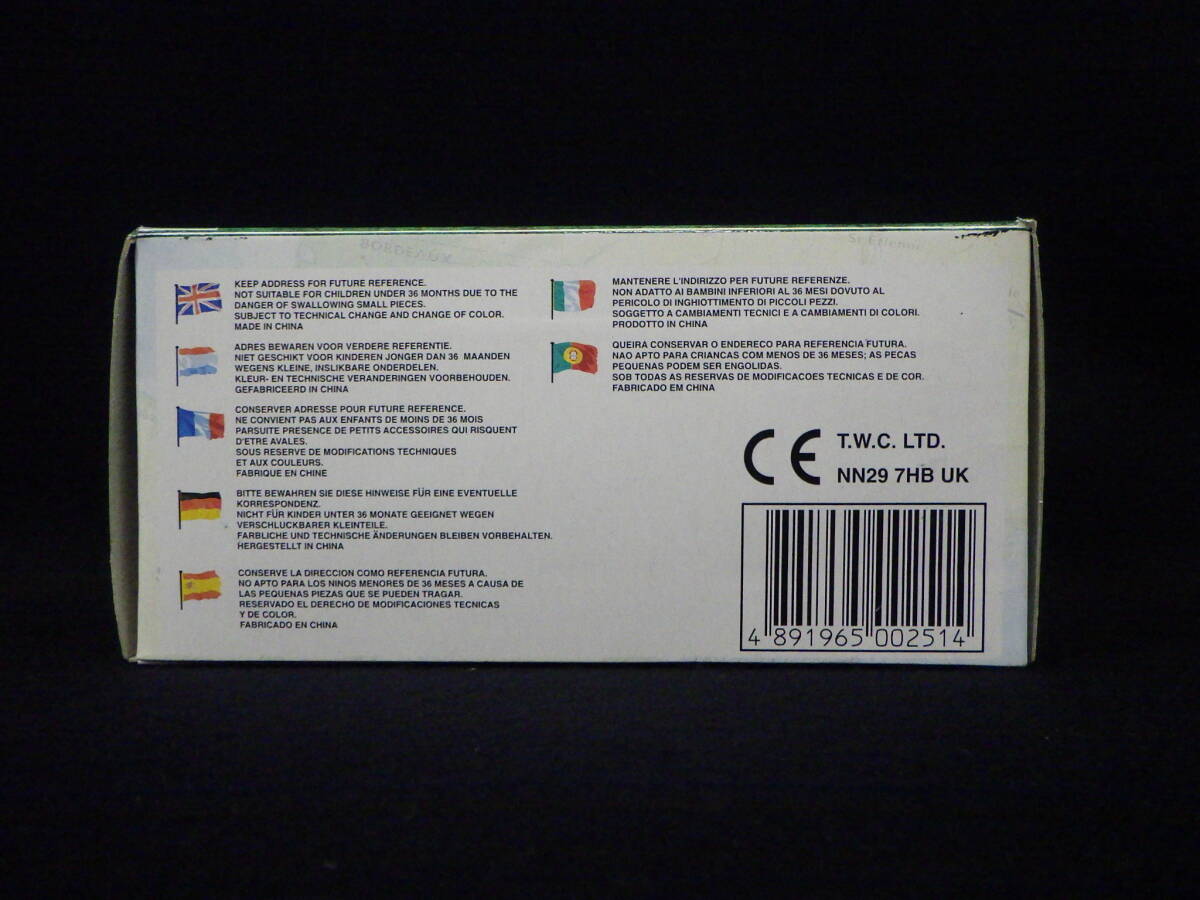 BORDEAUX
KEEP ADDRESS FOR FUTURE REFERENCE.
NOT SUITABLE FOR CHILDREN UNDER 36 MONTHS DUE TO THE
DANGER OF SWALLOWING SMALL PIECES.
SUBJECT TO TECHNICAL CHANGE AND CHANGE OF COLOR.
MADE IN CHINA
ADRES BEWAREN VOOR VERDERE REFERENTIE.
NIET GESCHIKT VOOR KINDEREN JONGER DAN 36 MAANDEN
WEGENS KLEINE, INSLIKBARE ONDERDELEN.
KLEUR- EN TECHNISCHE VERANDERINGEN VOORBEHOUDEN.
GEFABRICEERD IN CHINA
CONSERVER ADRESSE POUR FUTURE REFERENCE.
NE CONVIENT PAS AUX ENFANTS DE MOINS DE 36 MOIS
PARSUITE PRESENCE DE PETITS ACCESSOIRES QUI RISQUENT
D'ETRE AVALES.
SOUS RESERVE DE MODIFICATIONS TECHNIQUES
ET AUX COULEURS.
FABRIQUE EN CHINE
BITTE BEWAHREN SIE DIESE HINWEISE FÜR EINE EVENTUELLE
KORRESPONDENZ.
NICHT FÜR KINDER UNTER 36 MONATE GEEIGNET WEGEN
VERSCHLUCKBARER KLEINTEILE.
FARBLICHE UND TECHNISCHE ÄNDERUNGEN BLEIBEN VORBEHALTEN.
HERGESTELLT IN CHINA
CONSERVE LA DIRECCION COMO REFERENCIA FUTURA.
NO APTO PARA LOS NINOS MENORES DE 36 MESES A CAUSA DE
LAS PEQUENAS PIEZAS QUE SE PUEDEN TRAGAR.
RESERVADO EL DERECHO DE MODIFICACIONES TECNICAS
Y DE COLOR.
FABRICADO EN CHINA
MANTENERE L'INDIRIZZO PER FUTURE REFERENZE.
NON ADATTO AI BAMBINI INFERIORI AL 36 MESI DOVUTO AL
PERICOLO DI INGHIOTTIMENTO DI PICCOLI PEZZI.
SOGGETTO A CAMBIAMENTI TECNICI E A CAMBIAMENTI DI COLORI.
PRODOTTO IN CHINA
QUEIRA CONSERVAR O ENDERECO PARA REFERENCIA FUTURA.
NAO APTO PARA CRIANCAS COM MENOS DE 36 MESES; AS PECAS
PEQUENAS PODEM SER ENGOLIDAS.
SOB TODAS AS RESERVAS DE MODIFICACOES TECNICAS E DE COR.
FABRICADO EM CHINA
CE T.W.C. LTD.
NN29 7HB UK
4 891965 002514